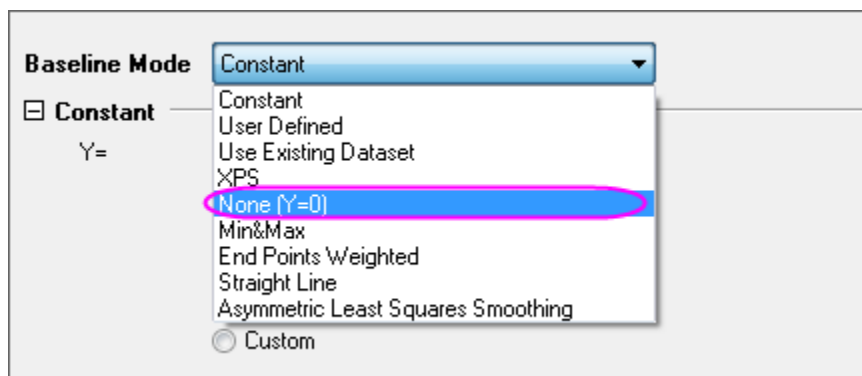 Baseline Mode Constant
Constant
Constant
User Defined
Y=
Use Existing Dataset
XPS
None (Y=0)
Min&Max
End Points Weighted
Straight Line
Asymmetric Least Squares Smoothing
Custom